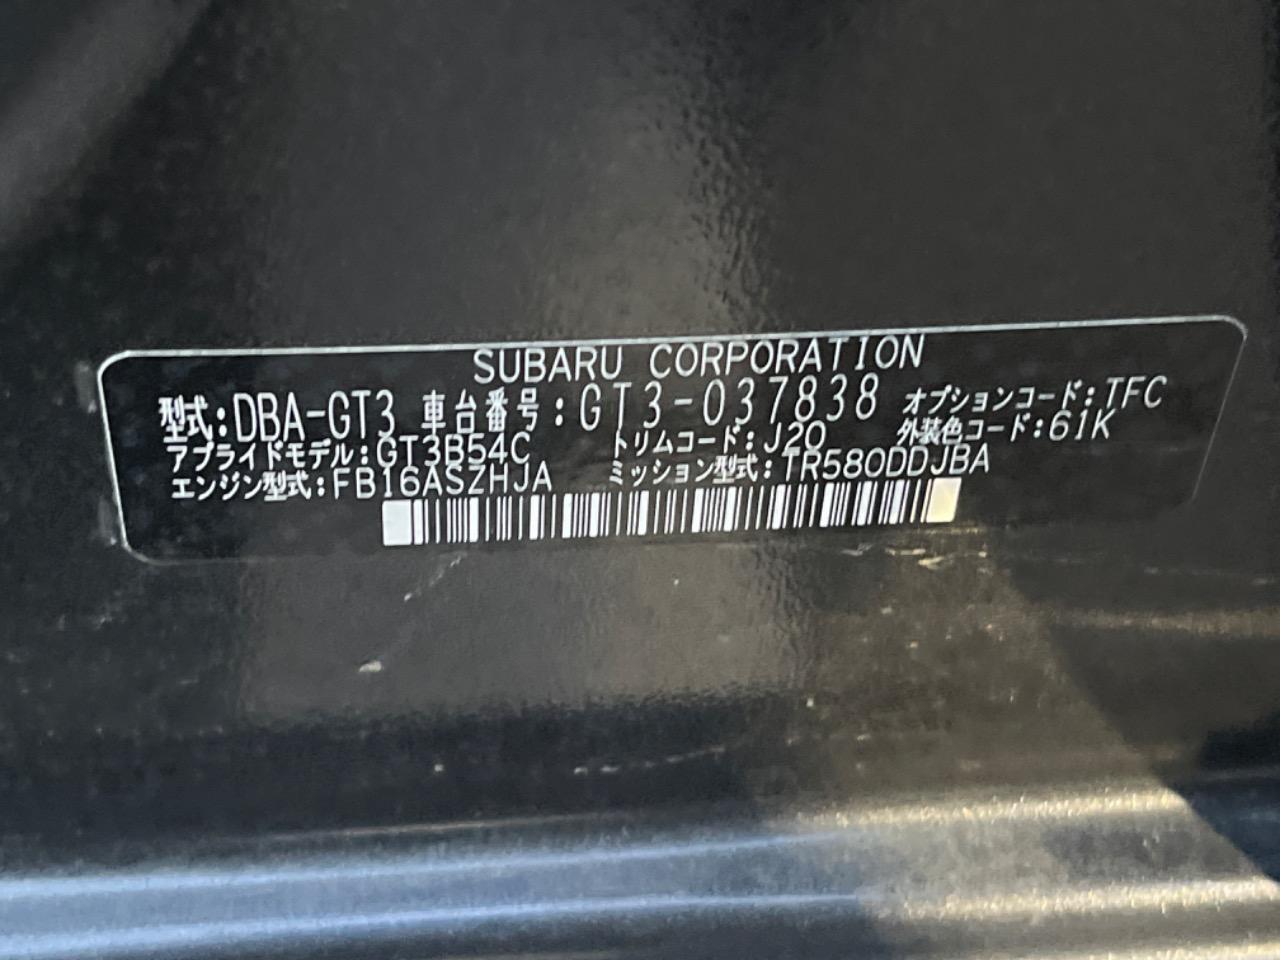 SUBARU CORPORATION
型式:DBA-GT3 車台番号:GT3-037838 オプションコード:TFC
アプライドモデル:GT3B54C トリムコード:J20 外装色コード:61K
エンジン型式:FB16ASZHJA ミッション型式:TR580DDJBA